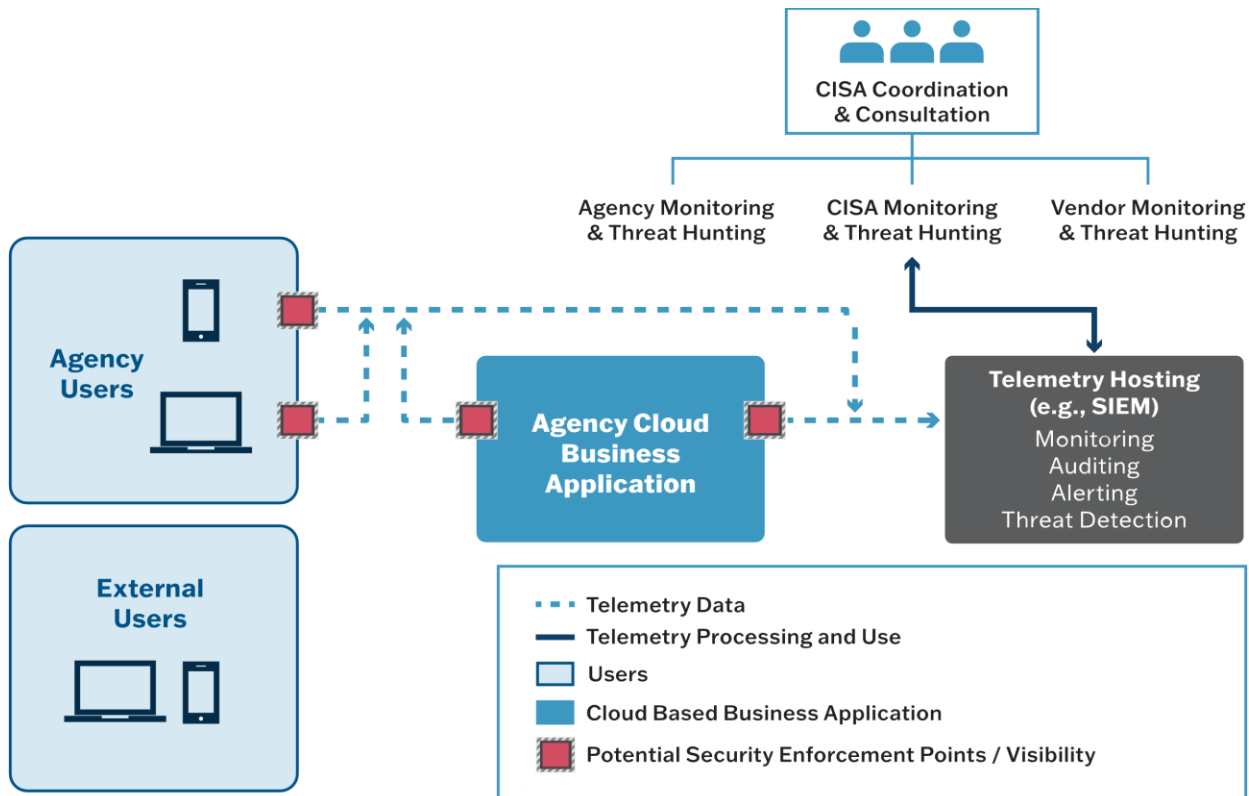 CISA Coordination
& Consultation
Agency Monitoring
& Threat Hunting
CISA Monitoring
& Threat Hunting
Vendor Monitoring
& Threat Hunting
Agency
Users
Agency Cloud
Business
Application
Telemetry Hosting
(e.g., SIEM)
Monitoring
Auditing
Alerting
Threat Detection
External
Users
Telemetry Data
Telemetry Processing and Use
Users
Cloud Based Business Application
Potential Security Enforcement Points / Visibility